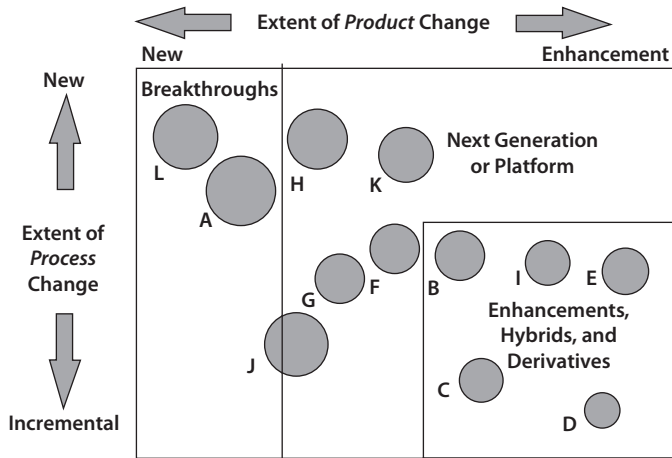 Extent of Product Change
New
Enhancement
New
Breakthroughs
Next Generation
or Platform
L
H
K
A
Extent of
Process
Change
F
B
I
E
G
Enhancements,
Hybrids, and
Derivatives
J
C
D
Incremental